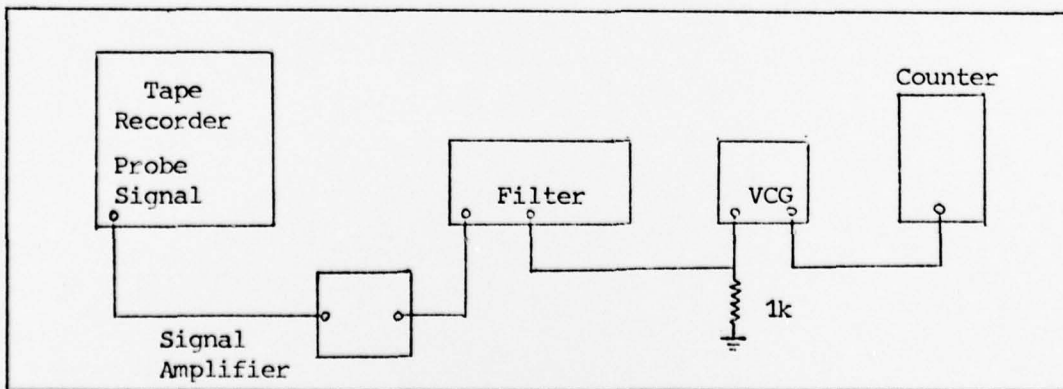 Tape
Recorder
Probe
Signal
Signal
Amplifier
Filter
VCG
1k
Counter